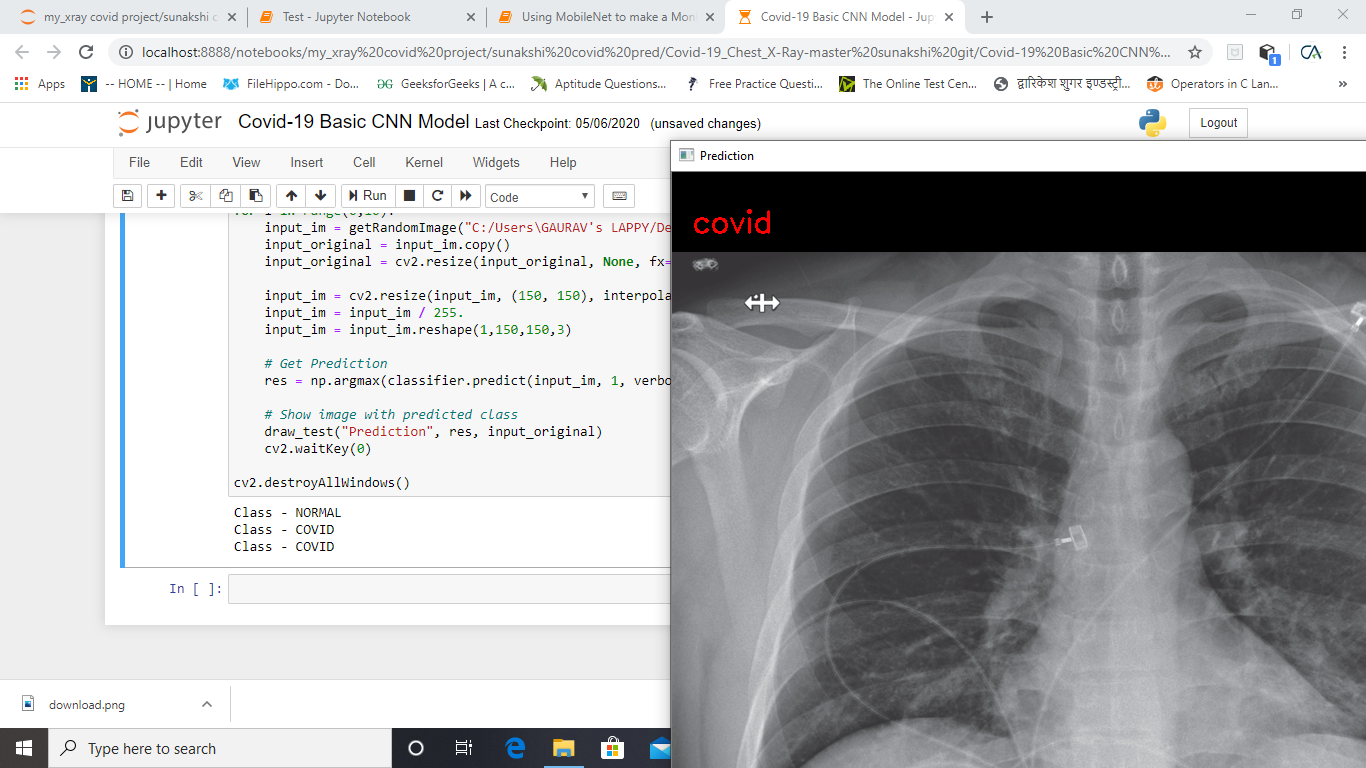 my_xray covid project/sunakshi c
Test - Jupyter Notebook
Using MobileNet to make a Mon
Covid-19 Basic CNN Model - Jup
localhost:8888/notebooks/my_xray%20covid%20project/sunakshi%20covid%20pred/Covid-19_Chest_X-Ray-master%20sunakshi%20git/Covid-19%20Basic%20CNN%...
1
CA
Apps
-- HOME -- | Home
FileHippo.com - Do...
GeeksforGeeks | A c...
Aptitude Questions...
Free Practice Questi...
The Online Test Cen...
द्वारिकेश शुगर इण्डस्ट्री...
Operators in C Lan...
»
jupyter
Covid-19 Basic CNN Model Last Checkpoint: 05/06/2020 (unsaved changes)
Logout
File Edit View Insert Cell Kernel Widgets Help
Run
Code
input_im = getRandomImage("C:/Users\GAURAV's LAPPY/De
input_original = input_im.copy()
input_original = cv2.resize(input_original, None, fx=
input_im = cv2.resize(input_im, (150, 150), interpola
input_im = input_im / 255.
input_im = input_im.reshape(1,150,150,3)
# Get Prediction
res = np.argmax(classifier.predict(input_im, 1, verbo
# Show image with predicted class
draw_test("Prediction", res, input_original)
cv2.waitKey(0)
cv2.destroyAllWindows()
Class - NORMAL
Class - COVID
Class - COVID
In [ ]:
Prediction
covid
download.png
Type here to search